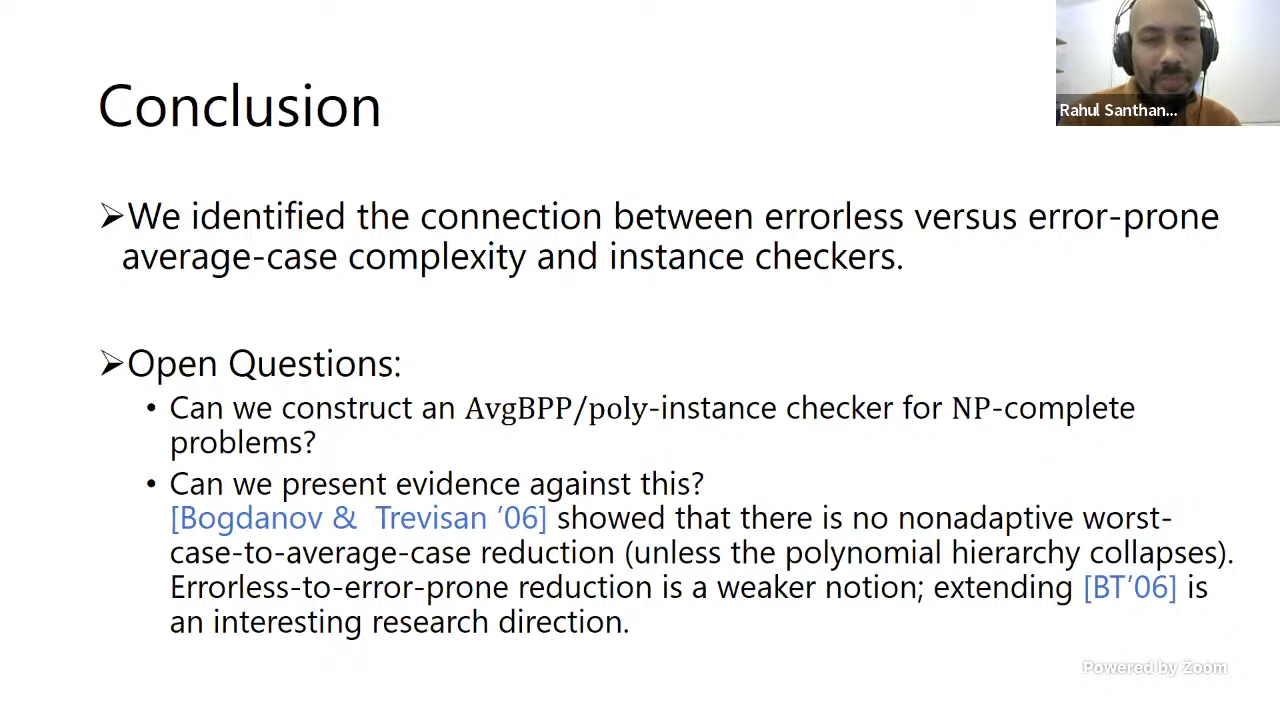 Rahul Santhan...
Conclusion
➢We identified the connection between errorless versus error-prone
average-case complexity and instance checkers.
➢Open Questions:
• Can we construct an AvgBPP/poly-instance checker for NP-complete
problems?
• Can we present evidence against this?
[Bogdanov & Trevisan ’06] showed that there is no nonadaptive worst-
case-to-average-case reduction (unless the polynomial hierarchy collapses).
Errorless-to-error-prone reduction is a weaker notion; extending [BT’06] is
an interesting research direction.
Powered by Zoom